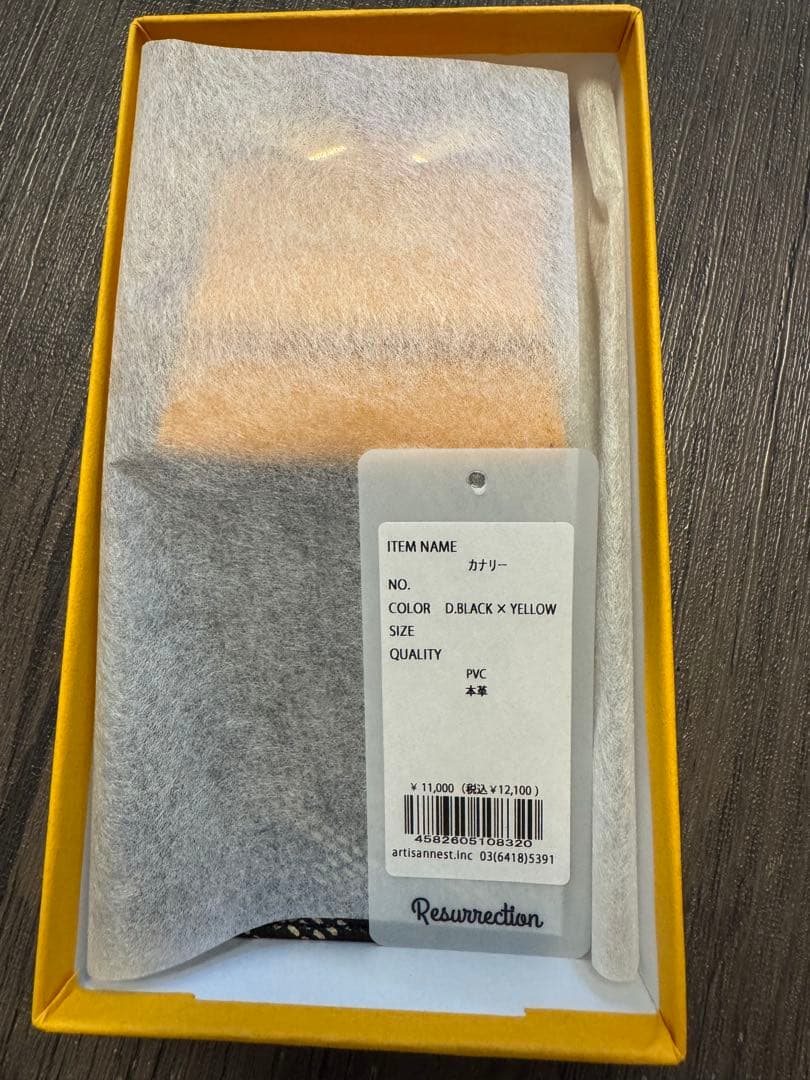 ITEM NAME
カナリー
NO.
COLOR D.BLACK × YELLOW
SIZE
QUALITY
PVC
本革
￥11,000（税込￥12,100）
4582605108320
artisannest.inc 03(6418)5391
Resurrection